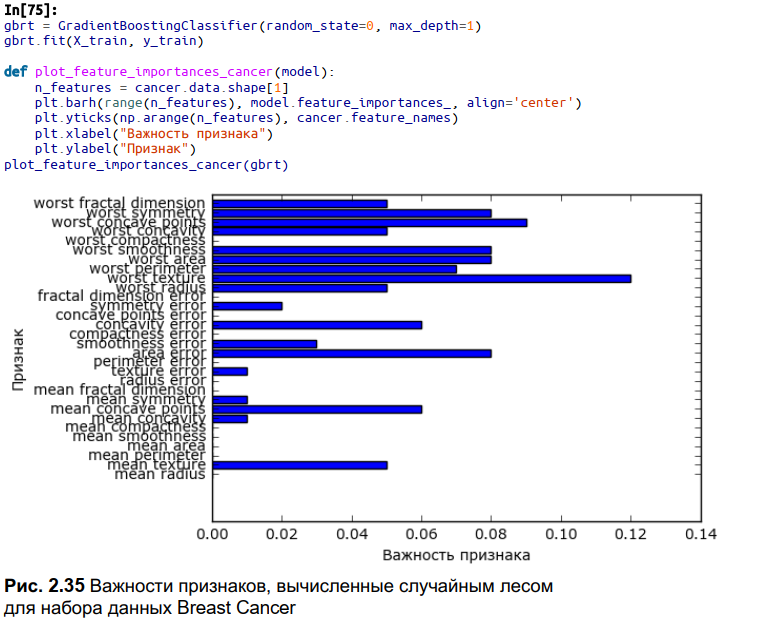 In[75]:
gbrt = GradientBoostingClassifier(random_state=0, max_depth=1)
gbrt.fit(X_train, y_train)
def plot_feature_importances_cancer(model):
    n_features = cancer.data.shape[1]
    plt.barh(range(n_features), model.feature_importances_, align='center')
    plt.yticks(np.arange(n_features), cancer.feature_names)
    plt.xlabel("Важность признака")
    plt.ylabel("Признак")
plot_feature_importances_cancer(gbrt)
worst fractal dimension
worst symmetry
worst concave points
worst concavity
worst compactness
worst smoothness
worst area
worst perimeter
worst texture
worst radius
fractal dimension error
symmetry error
concave points error
concavity error
compactness error
smoothness error
area error
perimeter error
texture error
radius error
mean fractal dimension
mean symmetry
mean concave points
mean concavity
mean compactness
mean smoothness
mean area
mean perimeter
mean texture
mean radius
Признак
0.00 0.02 0.04 0.06 0.08 0.10 0.12 0.14
Важность признака
Рис. 2.35 Важности признаков, вычисленные случайным лесом
для набора данных Breast Cancer